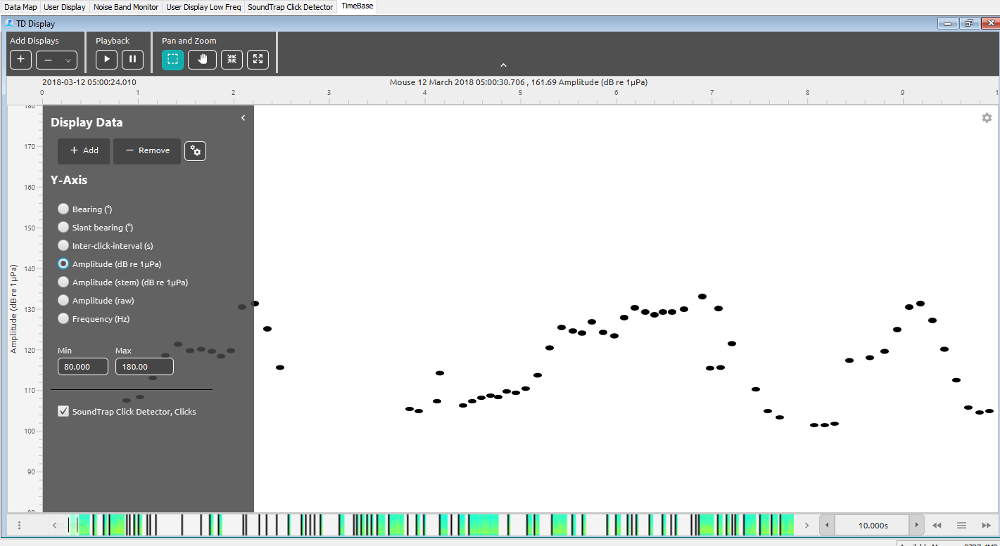 Data Map User Display Noise Band Monitor User Display Low Freq SoundTrap Click Detector TimeBase
TD Display
Add Displays Playback Pan and Zoom
2018-03-12 05:00:24.010 Mouse 12 March 2018 05:00:30.706 , 161.69 Amplitude (dB re 1µPa)
0 1 2 3 4 5 6 7 8 9 1
180
Display Data
+ Add − Remove
170
Y-Axis
160
Bearing (°)
150
Slant bearing (°)
Inter-click-interval (s)
140
Amplitude (dB re 1µPa)
Amplitude (stem) (dB re 1µPa)
Amplitude (raw)
130
Frequency (Hz)
Amplitude (dB re 1µPa)
120
Min Max
80.000 180.00
110
SoundTrap Click Detector, Clicks
100
90
80
10.000s